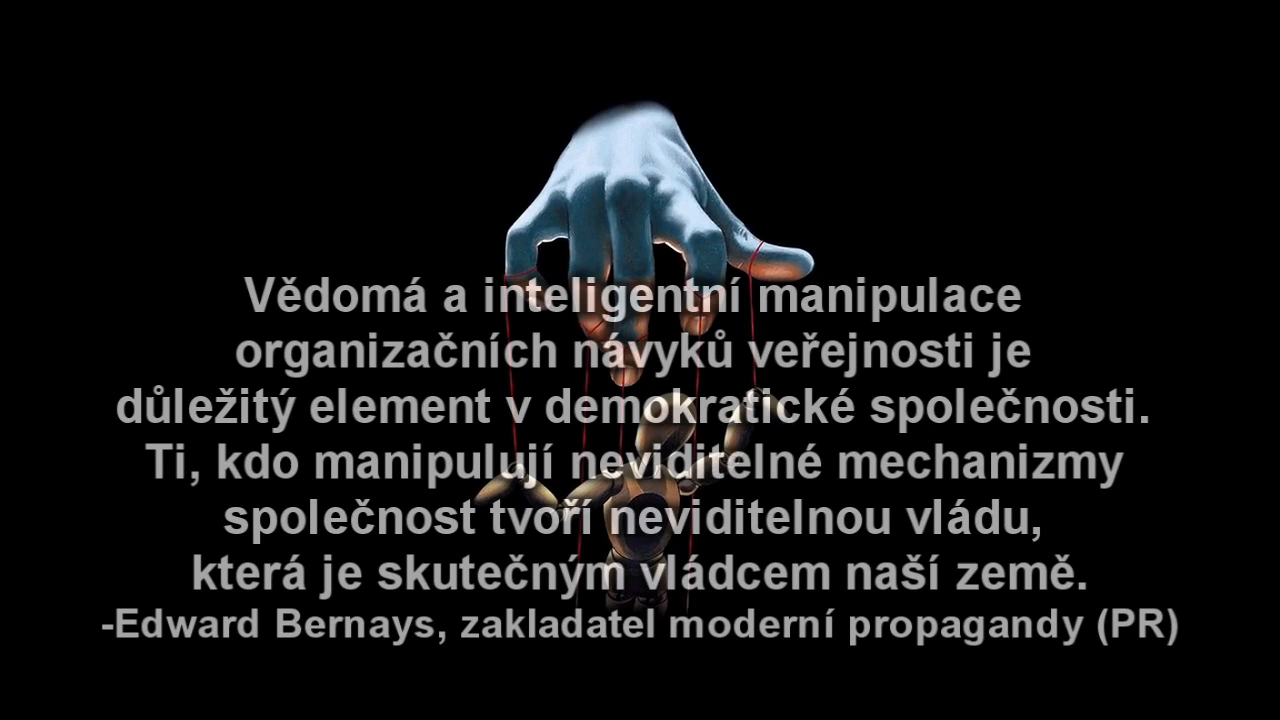 Vědomá a inteligentní manipulace
organizačních návyků veřejnosti je
důležitý element v demokratické společnosti.
Ti, kdo manipulují neviditelné mechanizmy
společnost tvoří neviditelnou vládu,
která je skutečným vládcem naší země.
-Edward Bernays, zakladatel moderní propagandy (PR)